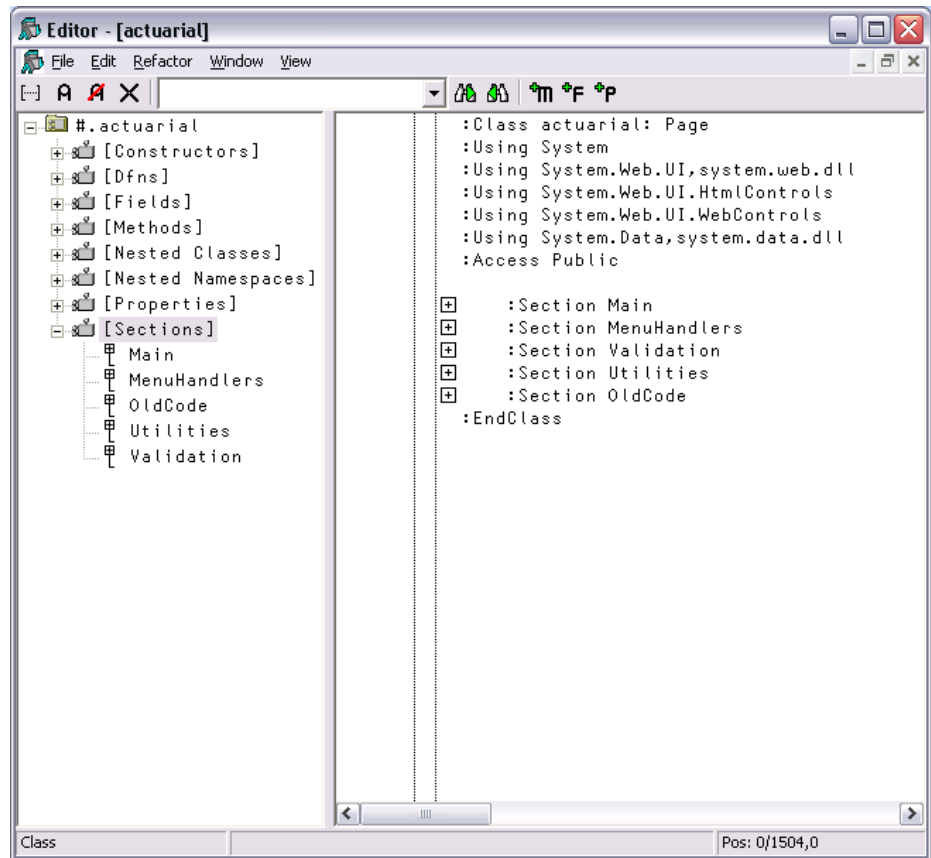 Editor - [actuarial]
File Edit Refactor Window View
[...] A A X +m +F +P
#.actuarial
[Constructors]
[Dfns]
[Fields]
[Methods]
[Nested Classes]
[Nested Namespaces]
[Properties]
[Sections]
Main
MenuHandlers
OldCode
Utilities
Validation
:Class actuarial: Page
:Using System
:Using System.Web.UI,system.web.dll
:Using System.Web.UI.HtmlControls
:Using System.Web.UI.WebControls
:Using System.Data,system.data.dll
:Access Public
:Section Main
:Section MenuHandlers
:Section Validation
:Section Utilities
:Section OldCode
:EndClass
Class
Pos: 0/1504,0